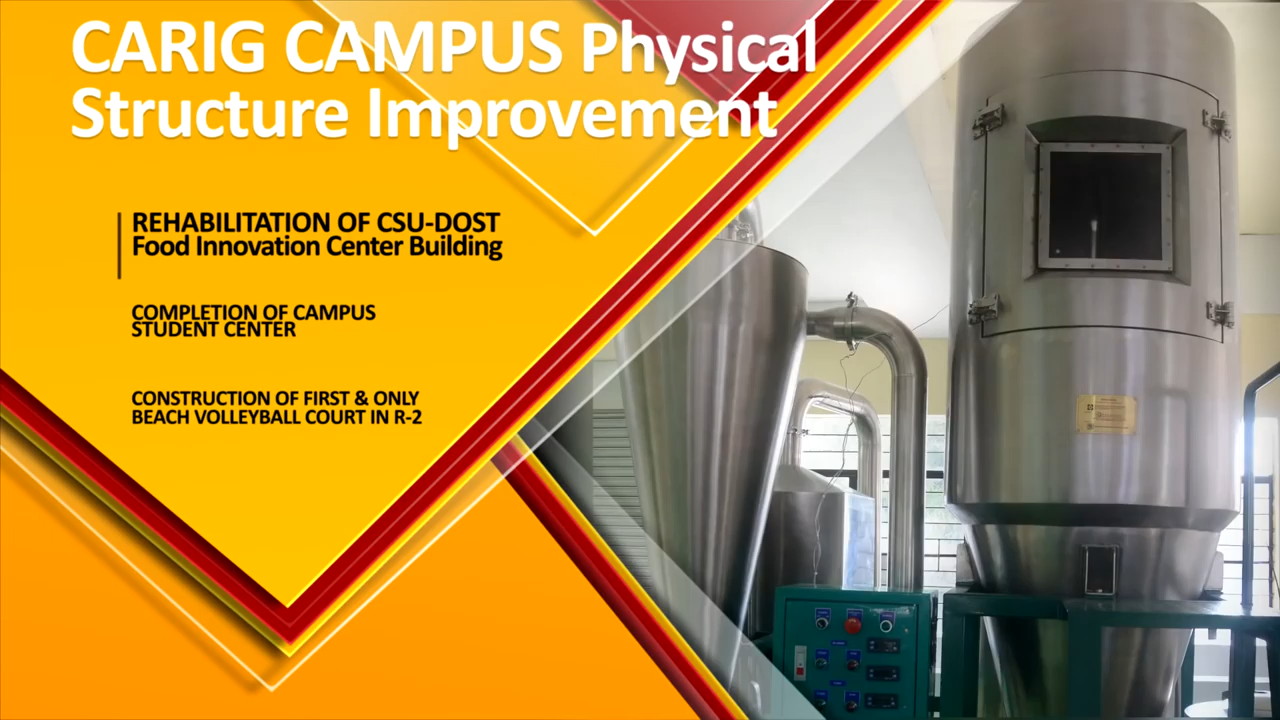 CARIG CAMPUS Physical
Structure Improvement
REHABILITATION OF CSU-DOST
Food Innovation Center Building
COMPLETION OF CAMPUS
STUDENT CENTER
CONSTRUCTION OF FIRST & ONLY
BEACH VOLLEYBALL COURT IN R-2